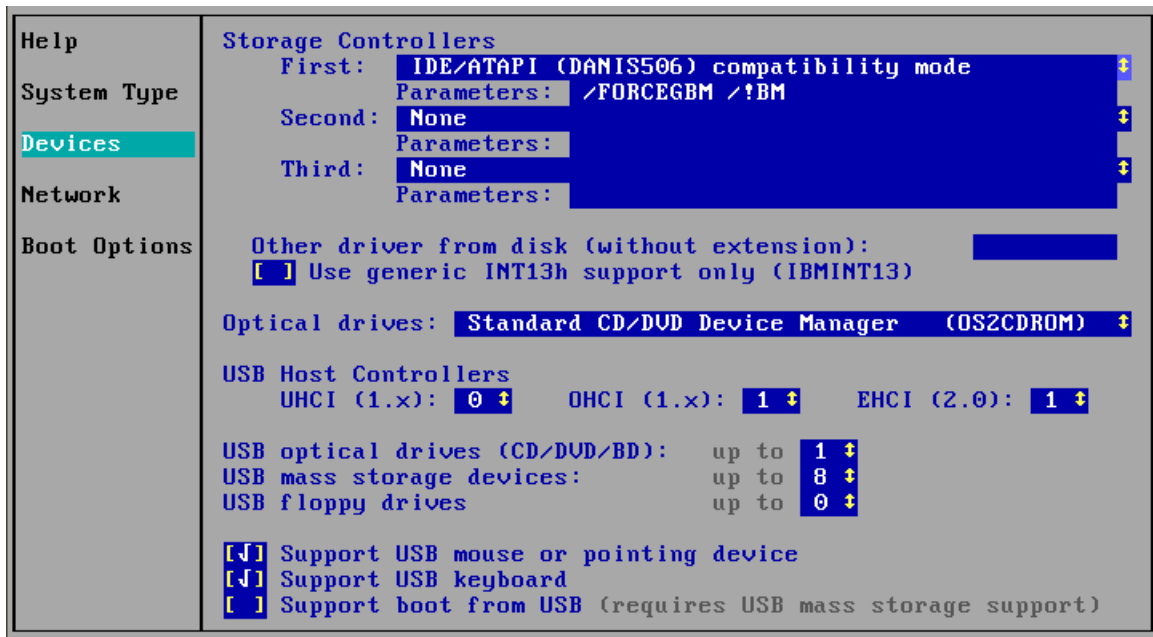 Help
System Type
Devices
Network
Boot Options
Storage Controllers
First: IDE/ATAPI (DANIS506) compatibility mode
Parameters: /FORCEGBM /!BM
Second: None
Parameters:
Third: None
Parameters:
Other driver from disk (without extension):
[ ] Use generic INT13h support only (IBMINT13)
Optical drives: Standard CD/DVD Device Manager (OS2CDROM)
USB Host Controllers
UHCI (1.x): 0 OHCI (1.x): 1 EHCI (2.0): 1
USB optical drives (CD/DVD/BD): up to 1
USB mass storage devices: up to 8
USB floppy drives up to 0
[√] Support USB mouse or pointing device
[√] Support USB keyboard
[ ] Support boot from USB (requires USB mass storage support)